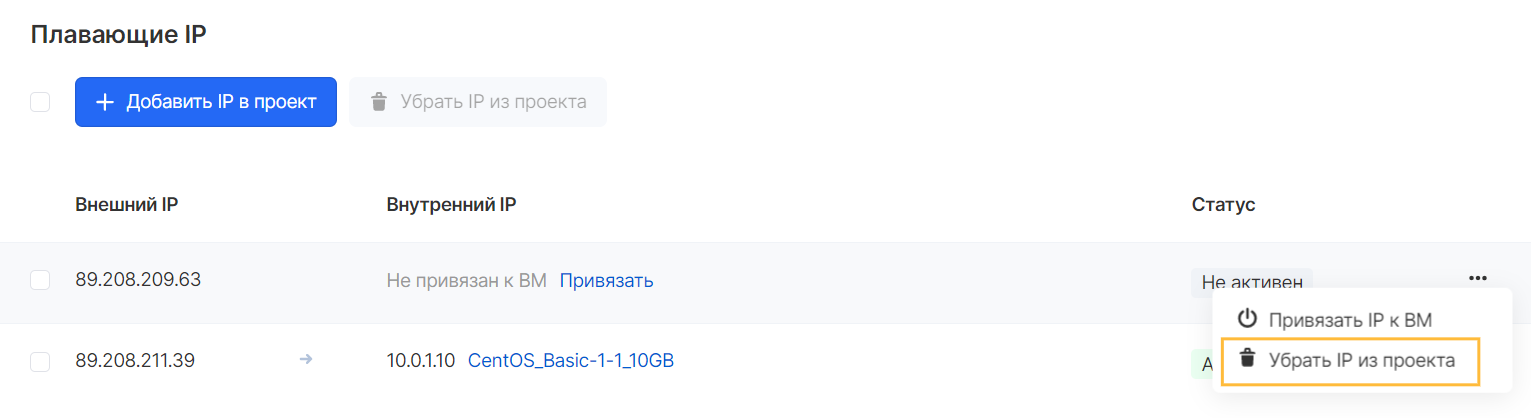 Плавающие IP
Добавить IP в проект
Убрать IP из проекта
Внешний IP Внутренний IP Статус
89.208.209.63 Не привязан к ВМ Привязать Не активен
Привязать IP к ВМ
89.208.211.39 → 10.0.1.10 CentOS_Basic-1-1_10GB А
Убрать IP из проекта